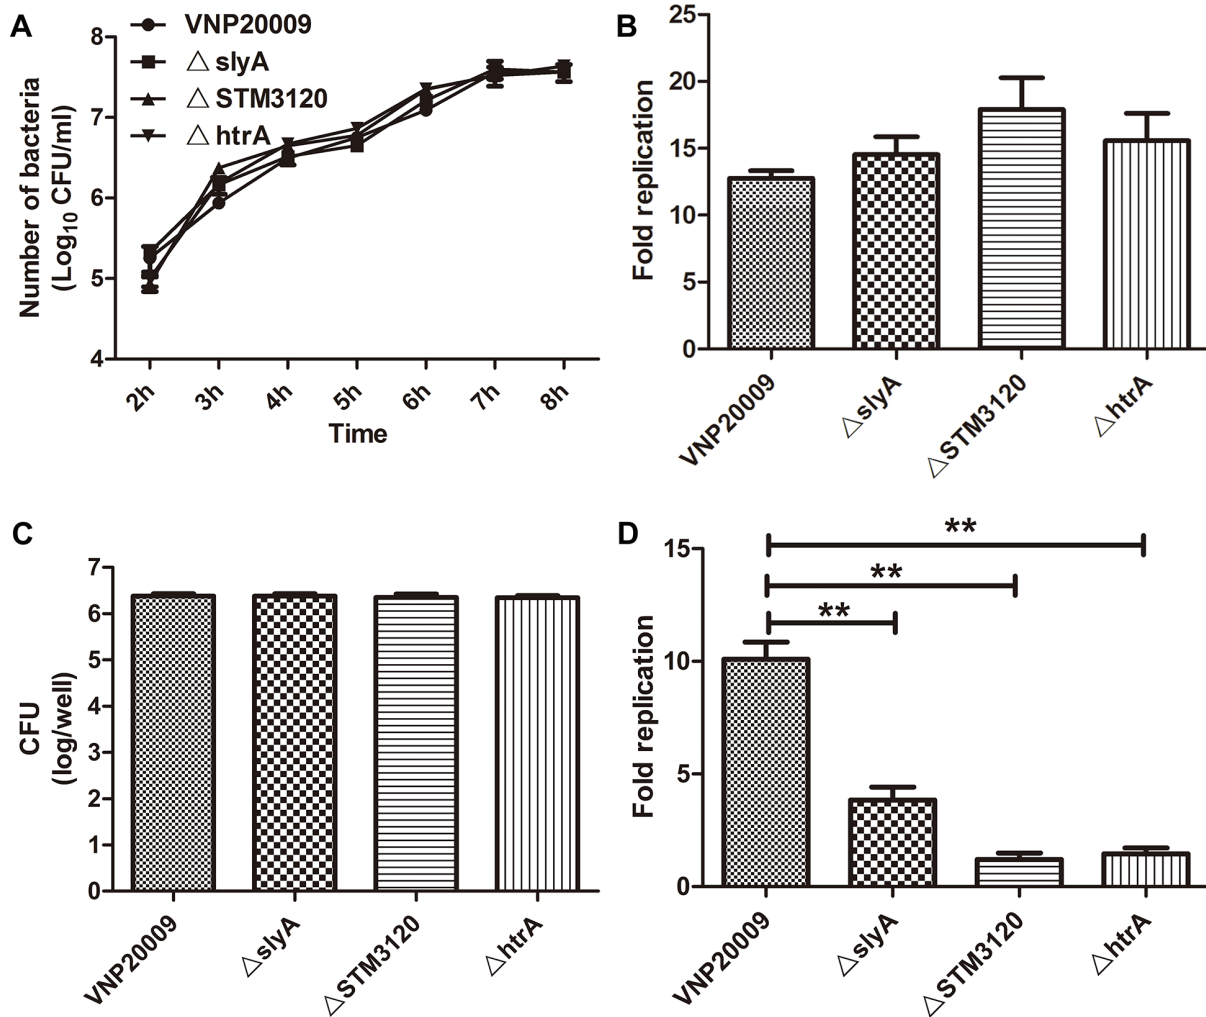 A
VNP20009
△ slyA
△ STM3120
△ htrA
Number of bacteria
(Log10 CFU/ml)
8
7
6
5
4
2h 3h 4h 5h 6h 7h 8h
Time
B
Fold replication
25
20
15
10
5
0
VNP20009 △slyA △STM3120 △htrA
C
CFU
(log/well)
7
6
5
4
3
2
1
0
VNP20009 △slyA △STM3120 △htrA
D
Fold replication
15
10
5
0
**
**
**
VNP20009 △slyA △STM3120 △htrA